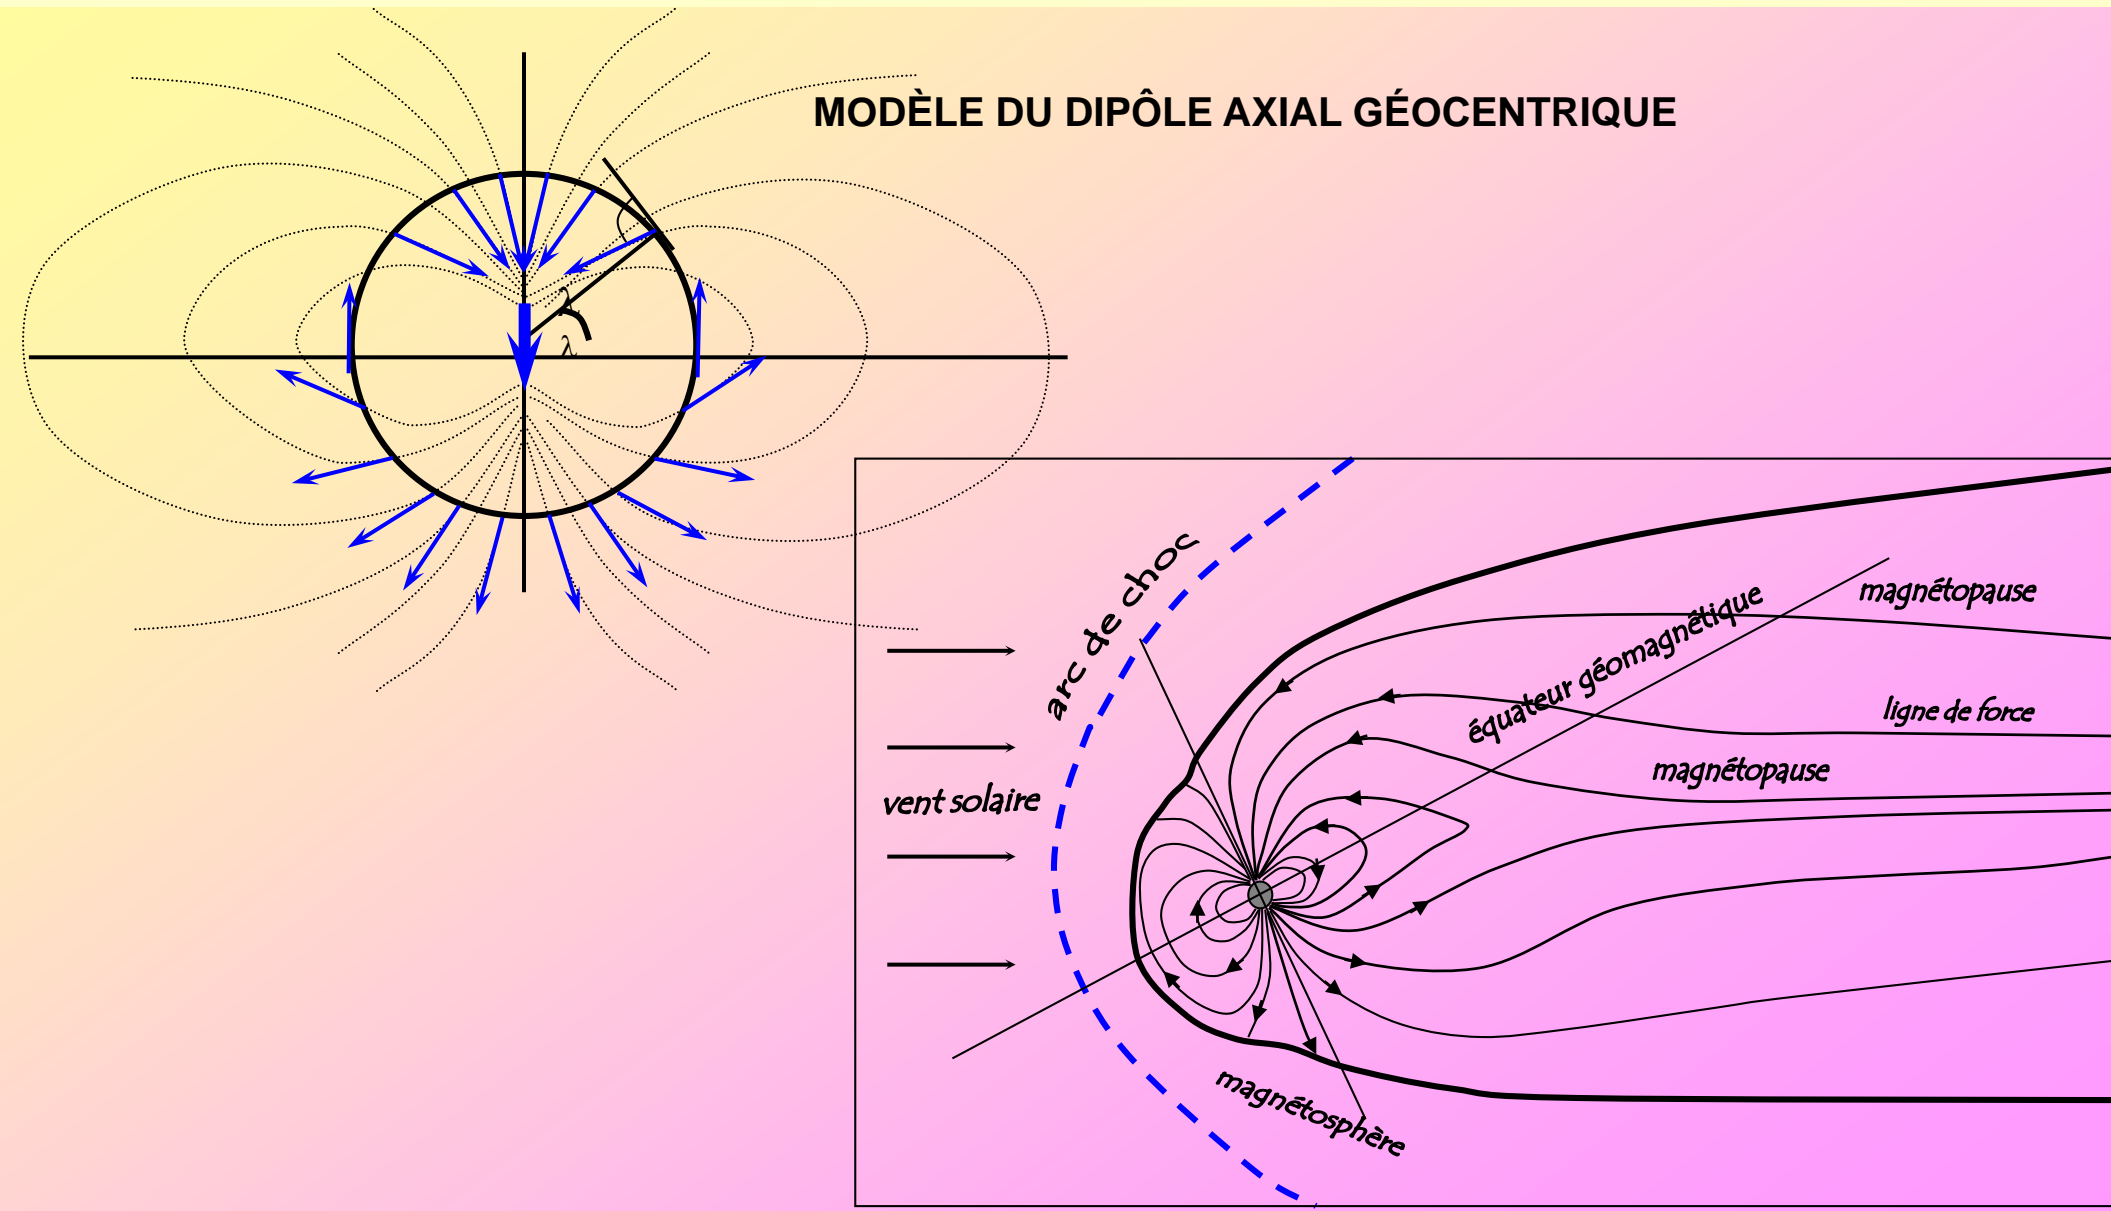 MODÈLE DU DIPÔLE AXIAL GÉOCENTRIQUE
λ
λ
arc de choc
vent solaire
équateur géomagnétique
magnétopause
ligne de force
magnétopause
magnétosphère